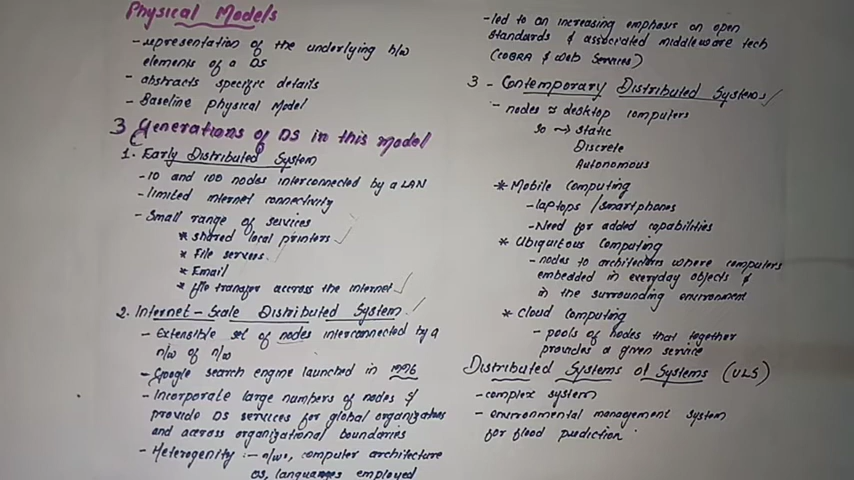 Physical Models
- representation of the underlying h/w
elements of a DS
- abstracts specific details
- Baseline Physical Model
3 Generations of DS in this model
1. Early Distributed System
- 10 and 100 nodes interconnected by a LAN
- limited internet connectivity
- Small range of services
* shared local printers
* File servers
* Email
* file transfer accross the internet
2. Internet - Scale Distributed System
- Extensible set of nodes interconnected by a
n/w of n/w
- Google search engine launched in 1996
- Incorporate large numbers of nodes &
provide DS services for global organizations
and across organizational boundaries
- Heterogenity :- n/w, computer architecture
OS, languages employed
- led to an increasing emphasis on open
standards & associated middleware tech
(COBRA & Web Services)
3 - Contemporary Distributed Systems
- nodes ≈ desktop computers
so → Static
Discrete
Autonomous
* Mobile computing
- laptops / smartphones
- Need for added capabilities
* Ubiquitous Computing
- nodes to architectures where computers
embedded in everyday objects &
in the surrounding environment
* Cloud Computing
- pools of nodes that together
provides a given service
Distributed Systems of Systems (ULS)
- complex system
- environmental management system
for flood prediction